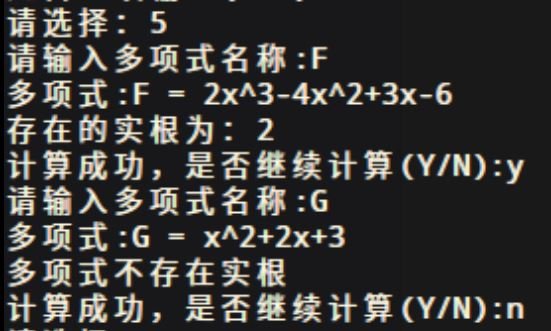 请选择: 5
请输入多项式名称:F
多项式:F = 2x^3-4x^2+3x-6
存在的实根为: 2
计算成功, 是否继续计算(Y/N):y
请输入多项式名称:G
多项式:G = x^2+2x+3
多项式不存在实根
计算成功, 是否继续计算(Y/N):n